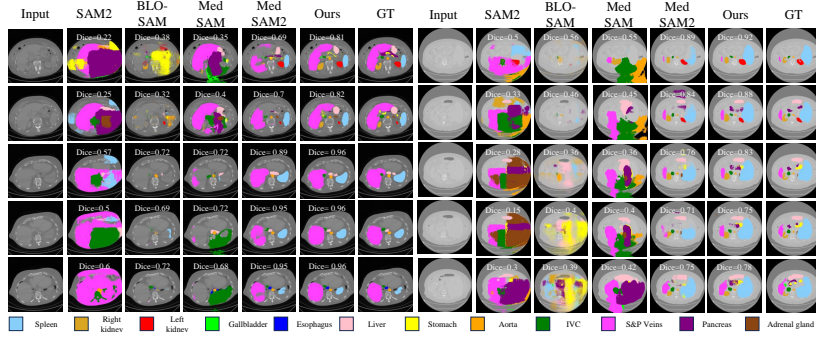 Input SAM2 BLO-SAM Med SAM Med SAM2 Ours GT Input SAM2 BLO-SAM Med SAM Med SAM2 Ours GT
Dice=0.22 Dice=0.38 Dice=0.35 Dice=0.69 Dice=0.81 Dice=0.5 Dice=0.56 Dice=0.55 Dice=0.89 Dice=0.92
Dice=0.25 Dice=0.32 Dice=0.4 Dice=0.7 Dice=0.82 Dice=0.33 Dice=0.46 Dice=0.45 Dice=0.84 Dice=0.88
Dice=0.57 Dice=0.72 Dice=0.72 Dice=0.89 Dice=0.96 Dice=0.28 Dice=0.36 Dice=0.36 Dice=0.76 Dice=0.83
Dice=0.5 Dice=0.69 Dice=0.72 Dice=0.95 Dice=0.96 Dice=0.15 Dice=0.4 Dice=0.4 Dice=0.71 Dice=0.75
Dice=0.6 Dice=0.72 Dice=0.68 Dice=0.95 Dice=0.96 Dice=0.3 Dice=0.39 Dice=0.42 Dice=0.75 Dice=0.78
Spleen Right kidney Left kidney Gallbladder Esophagus Liver Stomach Aorta IVC S&P Veins Pancreas Adrenal gland